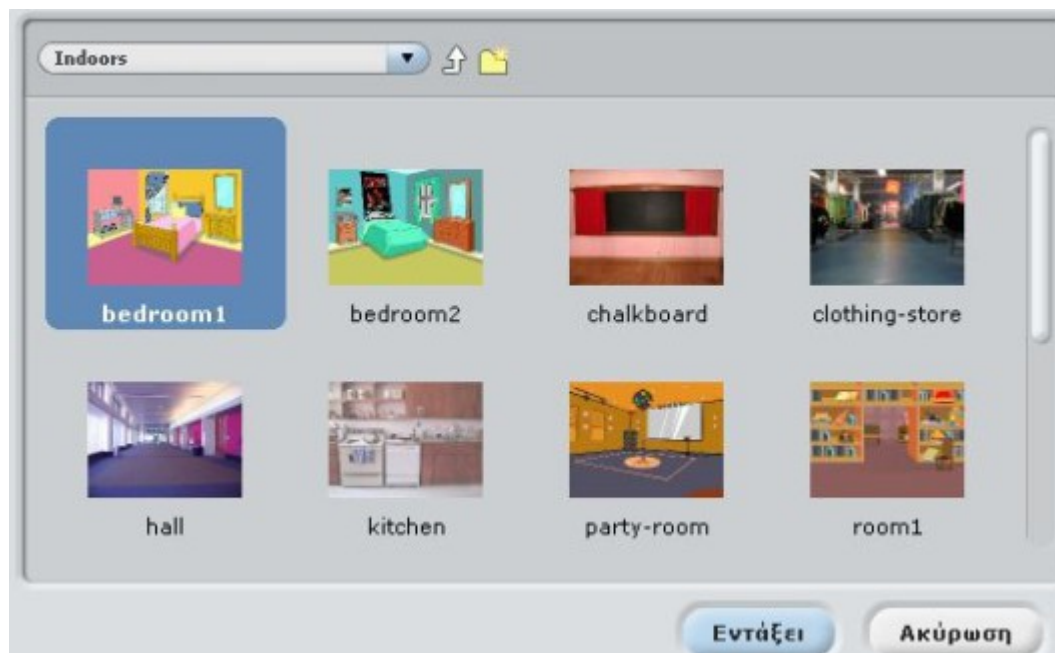 Indoors
bedroom1 bedroom2 chalkboard clothing-store
hall kitchen party-room room1
Εντάξει Ακύρωση